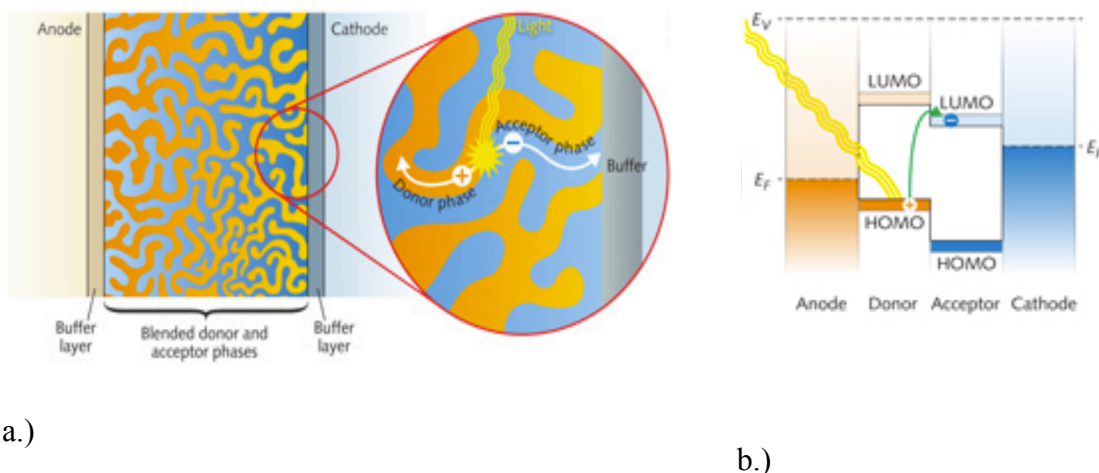 Anode
Cathode
Light
Acceptor phase
Donor phase
Buffer
Buffer
layer
Blended donor and
acceptor phases
Buffer
layer
a.)
E_V
LUMO
LUMO
E_F
E_F
HOMO
HOMO
Anode Donor Acceptor Cathode
b.)